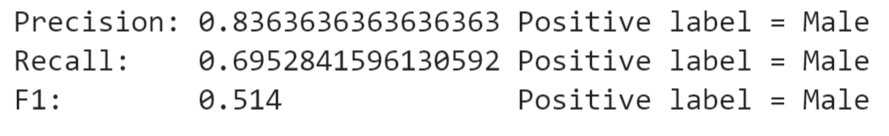 Precision: 0.8363636363636363 Positive label = Male
Recall: 0.6952841596130592 Positive label = Male
F1: 0.514 Positive label = Male